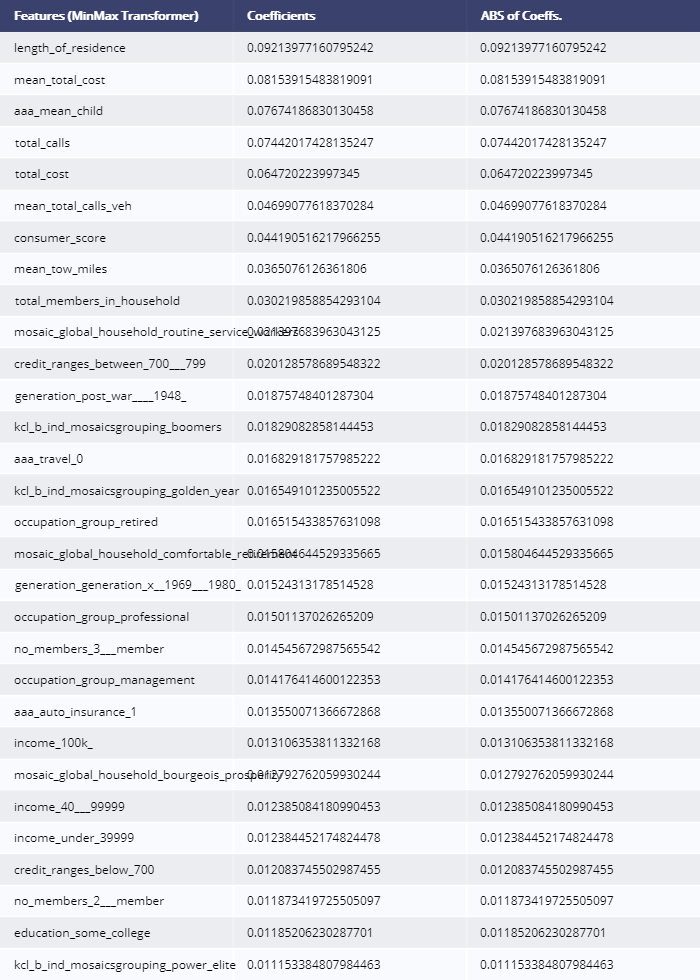 Features (MinMax Transformer) Coefficients ABS of Coeffs.
length_of_residence 0.09213977160795242 0.09213977160795242
mean_total_cost 0.08153915483819091 0.08153915483819091
aaa_mean_child 0.07674186830130458 0.07674186830130458
total_calls 0.07442017428135247 0.07442017428135247
total_cost 0.064720223997345 0.064720223997345
mean_total_calls_veh 0.04699077618370284 0.04699077618370284
consumer_score 0.044190516217966255 0.044190516217966255
mean_tow_miles 0.0365076126361806 0.0365076126361806
total_members_in_household 0.030219858854293104 0.030219858854293104
mosaic_global_household_routine_service_workers 0.021397683963043125 0.021397683963043125
credit_ranges_between_700___799 0.020128578689548322 0.020128578689548322
generation_post_war____1948_ 0.01875748401287304 0.01875748401287304
kcl_b_ind_mosaicsgrouping_boomers 0.01829082858144453 0.01829082858144453
aaa_travel_0 0.016829181757985222 0.016829181757985222
kcl_b_ind_mosaicsgrouping_golden_year 0.016549101235005522 0.016549101235005522
occupation_group_retired 0.016515433857631098 0.016515433857631098
mosaic_global_household_comfortable_retirement 0.015804644529335665 0.015804644529335665
generation_generation_x__1969___1980_ 0.01524313178514528 0.01524313178514528
occupation_group_professional 0.01501137026265209 0.01501137026265209
no_members_3___member 0.014545672987565542 0.014545672987565542
occupation_group_management 0.014176414600122353 0.014176414600122353
aaa_auto_insurance_1 0.013550071366672868 0.013550071366672868
income_100k_ 0.013106353811332168 0.013106353811332168
mosaic_global_household_bourgeois_prosperity 0.012792762059930244 0.012792762059930244
income_40___99999 0.012385084180990453 0.012385084180990453
income_under_39999 0.012384452174824478 0.012384452174824478
credit_ranges_below_700 0.012083745502987455 0.012083745502987455
no_members_2___member 0.011873419725505097 0.011873419725505097
education_some_college 0.01185206230287701 0.01185206230287701
kcl_b_ind_mosaicsgrouping_power_elite 0.011153384807984463 0.011153384807984463